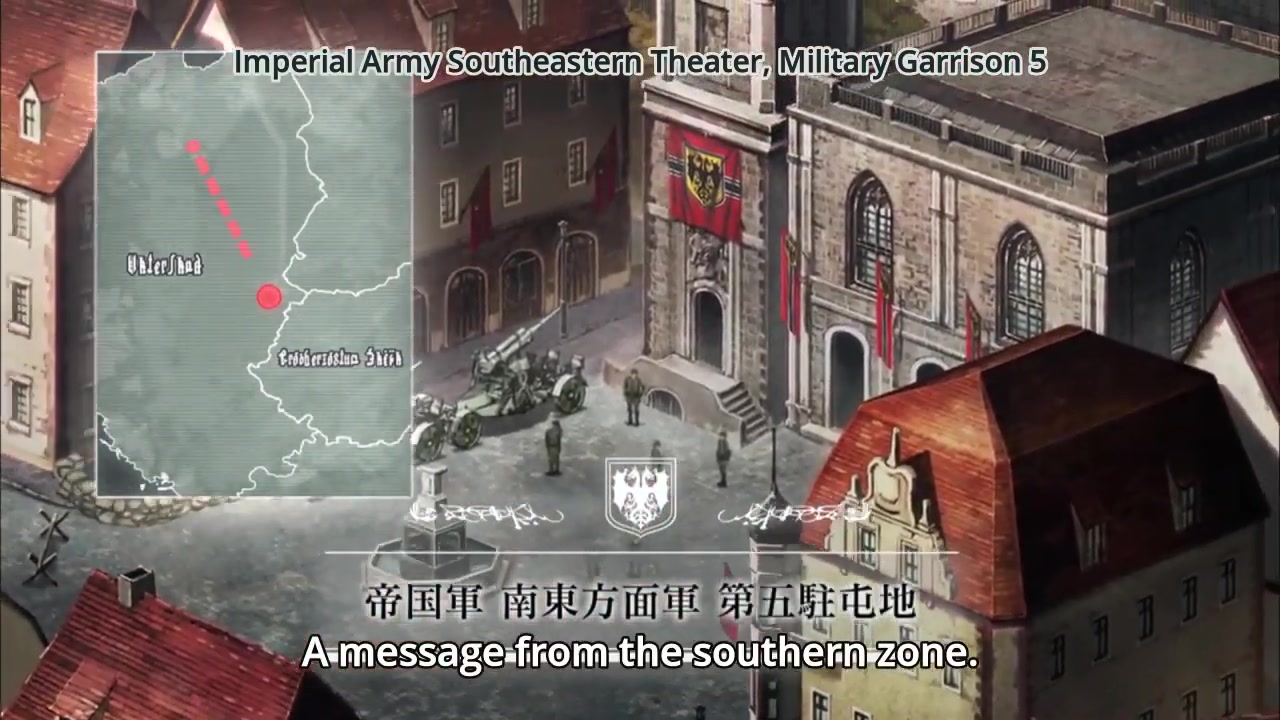 Imperial Army Southeastern Theater, Military Garrison 5
帝国軍 南東方面軍 第五駐屯地
A message from the southern zone.